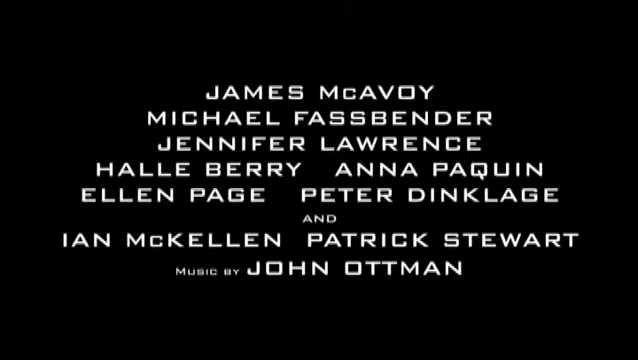 JAMES McAVOY
MICHAEL FASSBENDER
JENNIFER LAWRENCE
HALLE BERRY ANNA PAQUIN
ELLEN PAGE PETER DINKLAGE
AND
IAN McKELLEN PATRICK STEWART
MUSIC BY JOHN OTTMAN